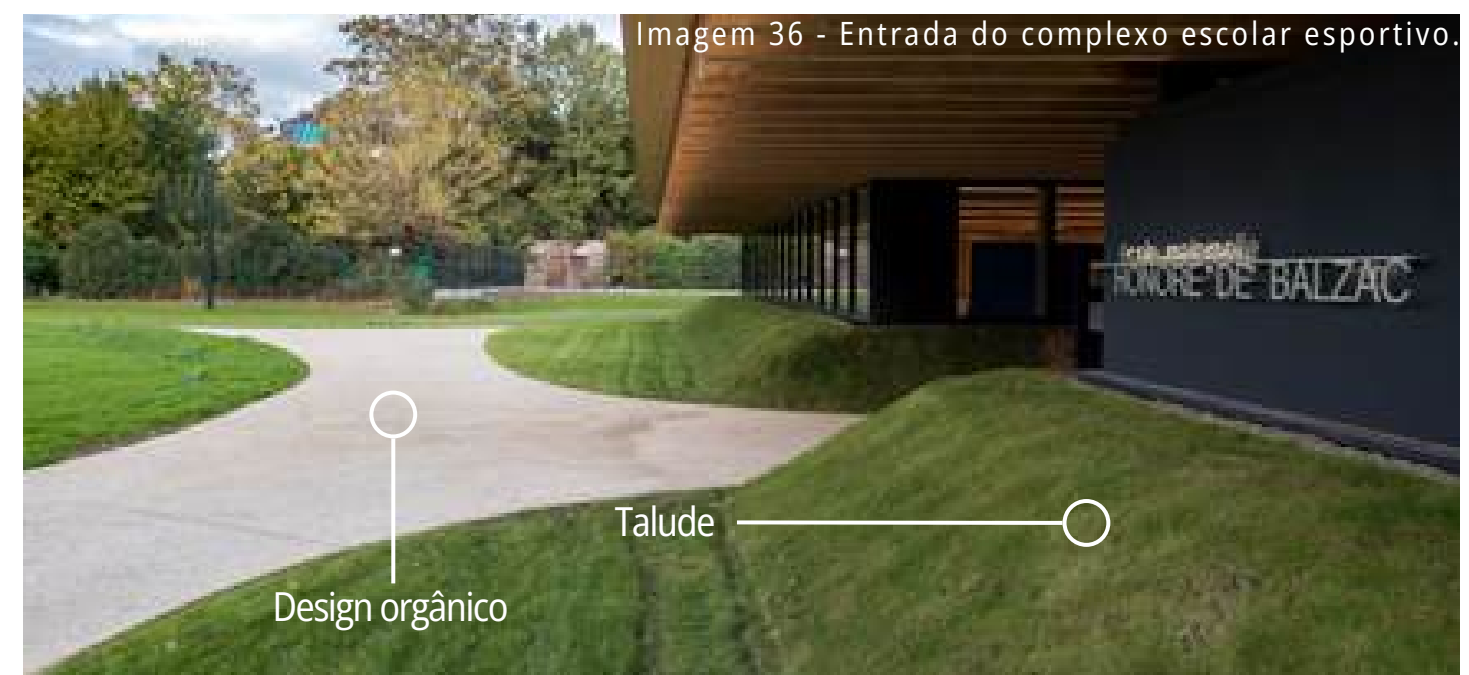 Imagem 36 - Entrada do complexo escolar esportivo.
HONORE DE BALZAC
Talude
Design orgânico